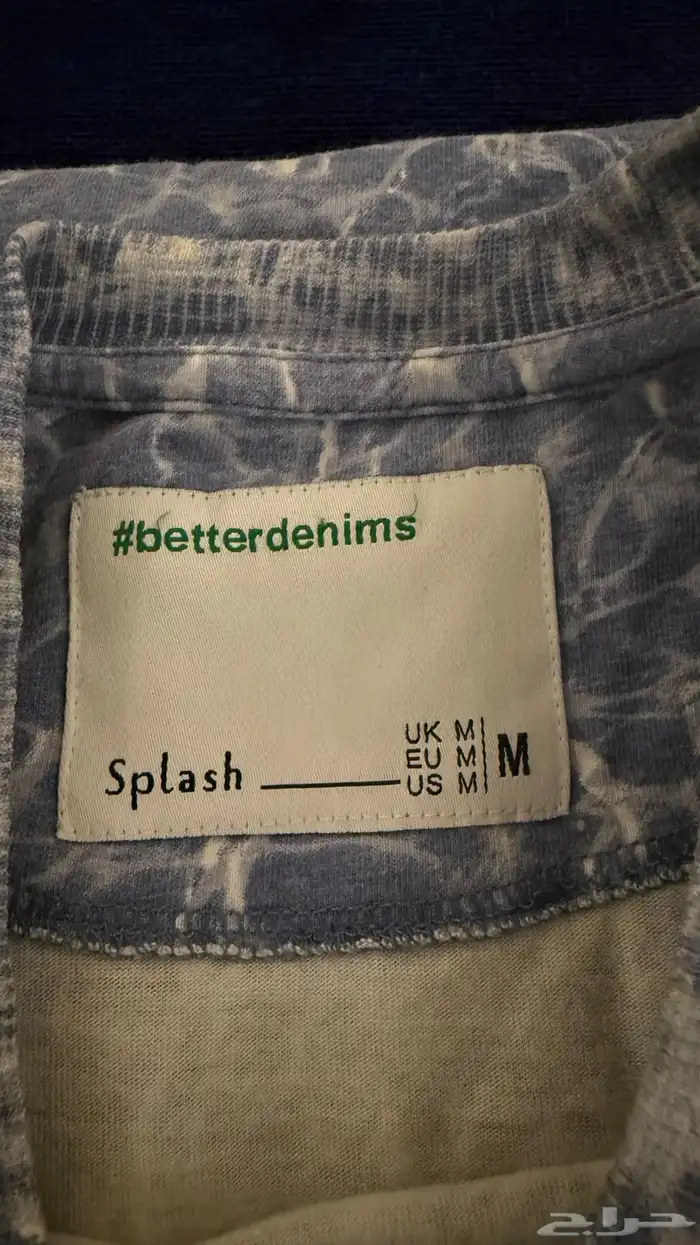 #betterdenims
Splash
UK M
EU M
US M
M
حراج